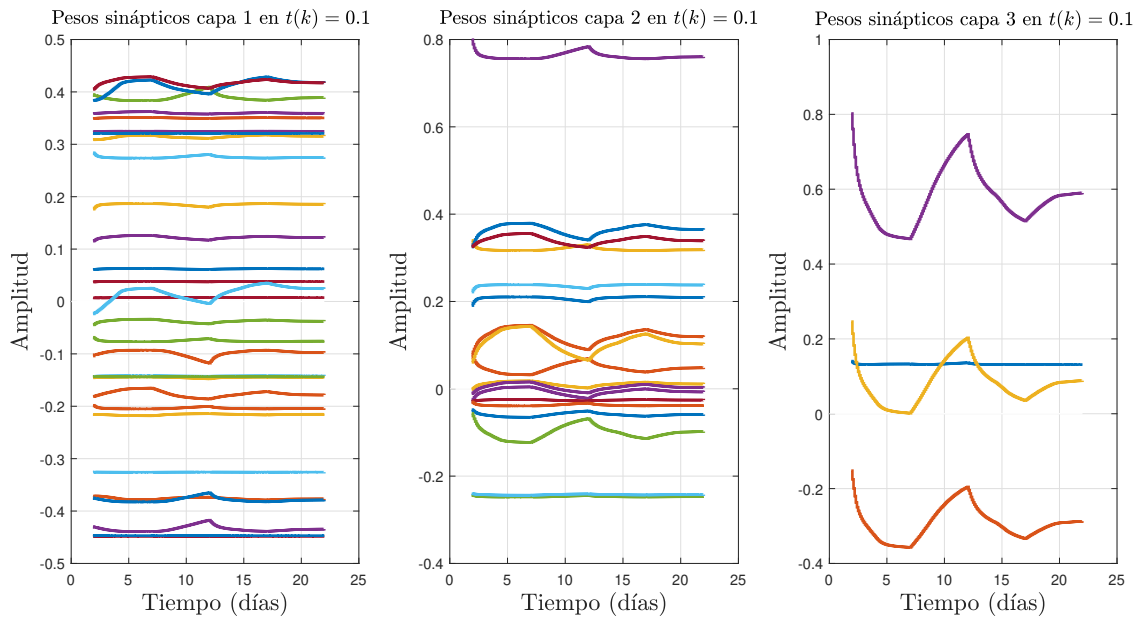 Pesos sinápticos capa 1 en t(k) = 0.1
Amplitud
0.5
0.4
0.3
0.2
0.1
0
-0.1
-0.2
-0.3
-0.4
-0.5
0 5 10 15 20 25
Tiempo (días)
Pesos sinápticos capa 2 en t(k) = 0.1
Amplitud
0.8
0.6
0.4
0.2
0
-0.2
-0.4
0 5 10 15 20 25
Tiempo (días)
Pesos sinápticos capa 3 en t(k) = 0.1
Amplitud
1
0.8
0.6
0.4
0.2
0
-0.2
-0.4
0 5 10 15 20 25
Tiempo (días)